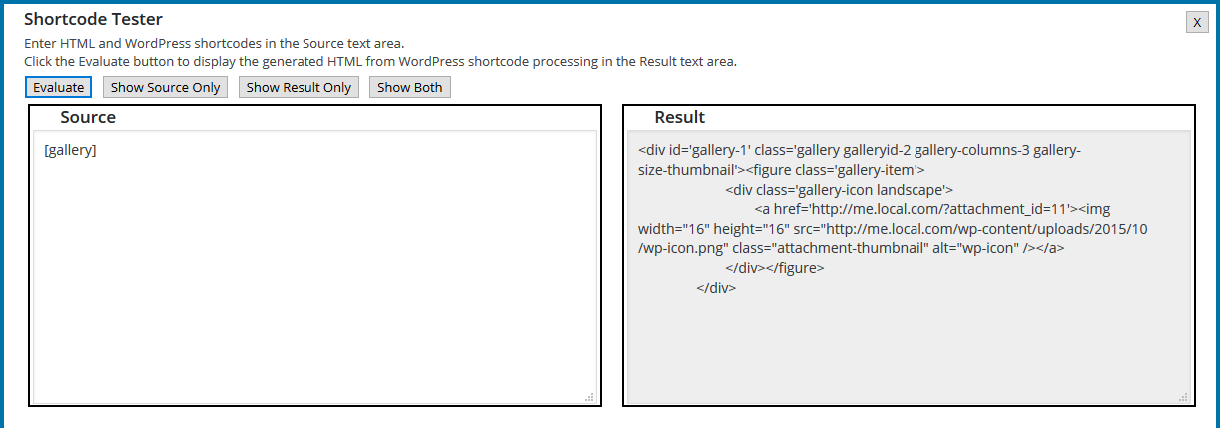 Shortcode Tester
X
Enter HTML and WordPress shortcodes in the Source text area.
Click the Evaluate button to display the generated HTML from WordPress shortcode processing in the Result text area.
Evaluate Show Source Only Show Result Only Show Both
Source
[gallery]
Result
<div id='gallery-1' class='gallery galleryid-2 gallery-columns-3 gallery-
size-thumbnail'><figure class='gallery-item'>
<div class='gallery-icon landscape'>
<a href='http://me.local.com/?attachment_id=11'><img
width="16" height="16" src="http://me.local.com/wp-content/uploads/2015/10
/wp-icon.png" class="attachment-thumbnail" alt="wp-icon" /></a>
</div></figure>
</div>